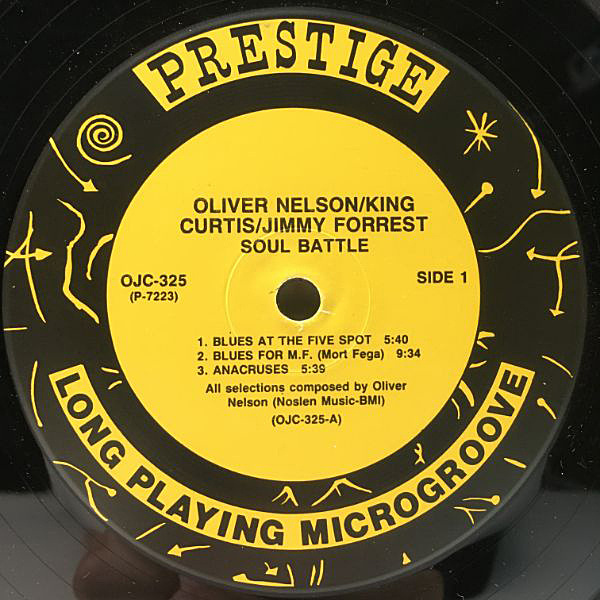 PRESTIGE
OLIVER NELSON/KING
CURTIS/JIMMY FORREST
SOUL BATTLE
OJC-325
(P-7223)
SIDE 1
1. BLUES AT THE FIVE SPOT 5:40
2. BLUES FOR M.F. (Mort Fega) 9:34
3. ANACRUSES 5:39
All selections composed by Oliver
Nelson (Noslen Music-BMI)
(OJC-325-A)
LONG PLAYING MICROGROOVE